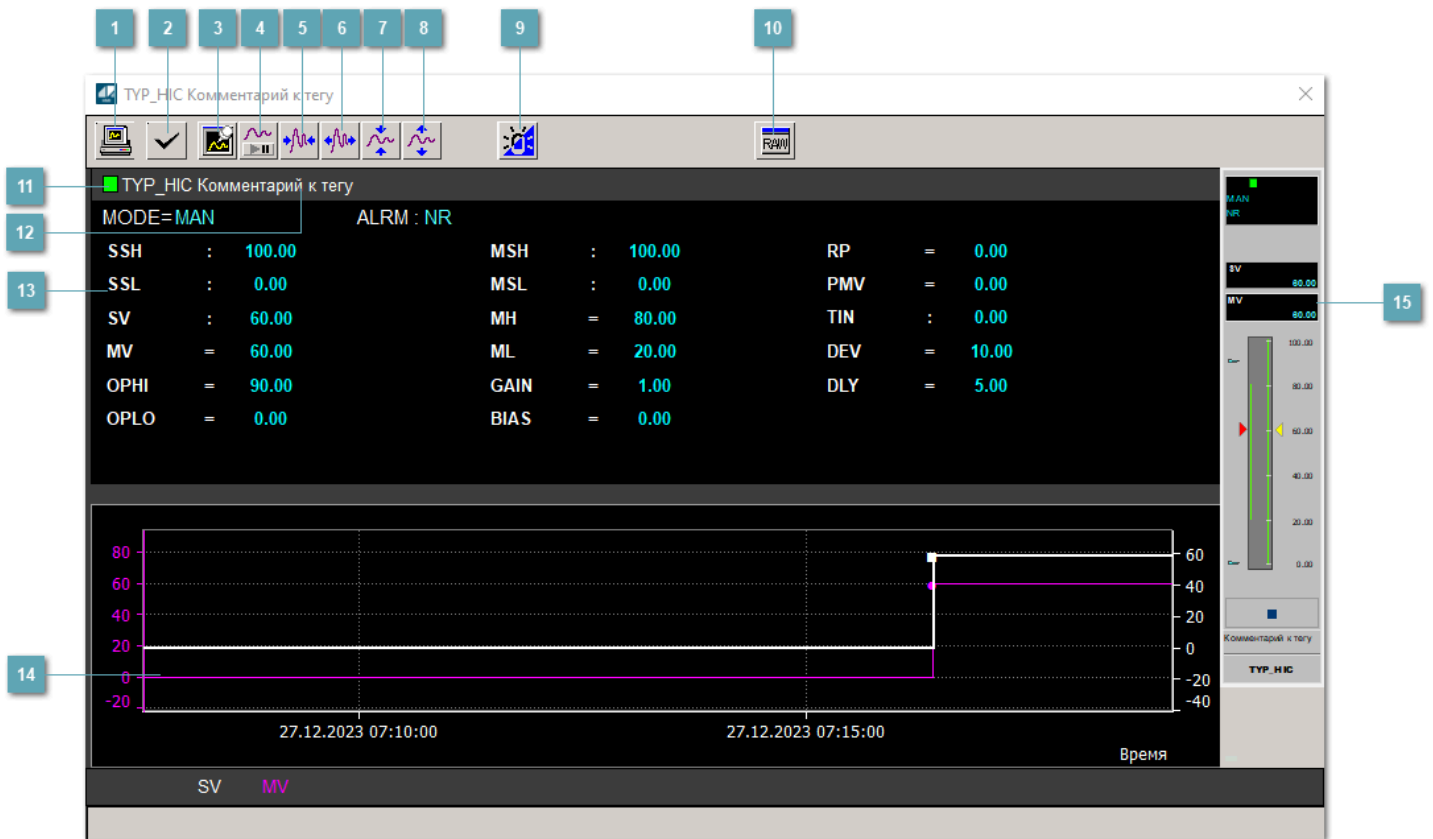 1 2 3 4 5 6 7 8 9 10
TYP_HIC Комментарий к тегу
RAW
11
TYP_HIC Комментарий к тегу
12
MODE=MAN ALRM : NR
SSH : 100.00 MSH : 100.00 RP = 0.00
13
SSL : 0.00 MSL : 0.00 PMV = 0.00
SV : 60.00 MH = 80.00 TIN : 0.00
MV = 60.00 ML = 20.00 DEV = 10.00
OPHI = 90.00 GAIN = 1.00 DLY = 5.00
OPLO = 0.00 BIAS = 0.00
MAN
NR
SV
60.00
MV
60.00
15
100.00
80.00
60.00
40.00
20.00
0.00
Комментарий к тегу
TYP_HIC
14
80
60
40
20
0
-20
60
40
20
0
-20
-40
27.12.2023 07:10:00 27.12.2023 07:15:00
Время
SV MV